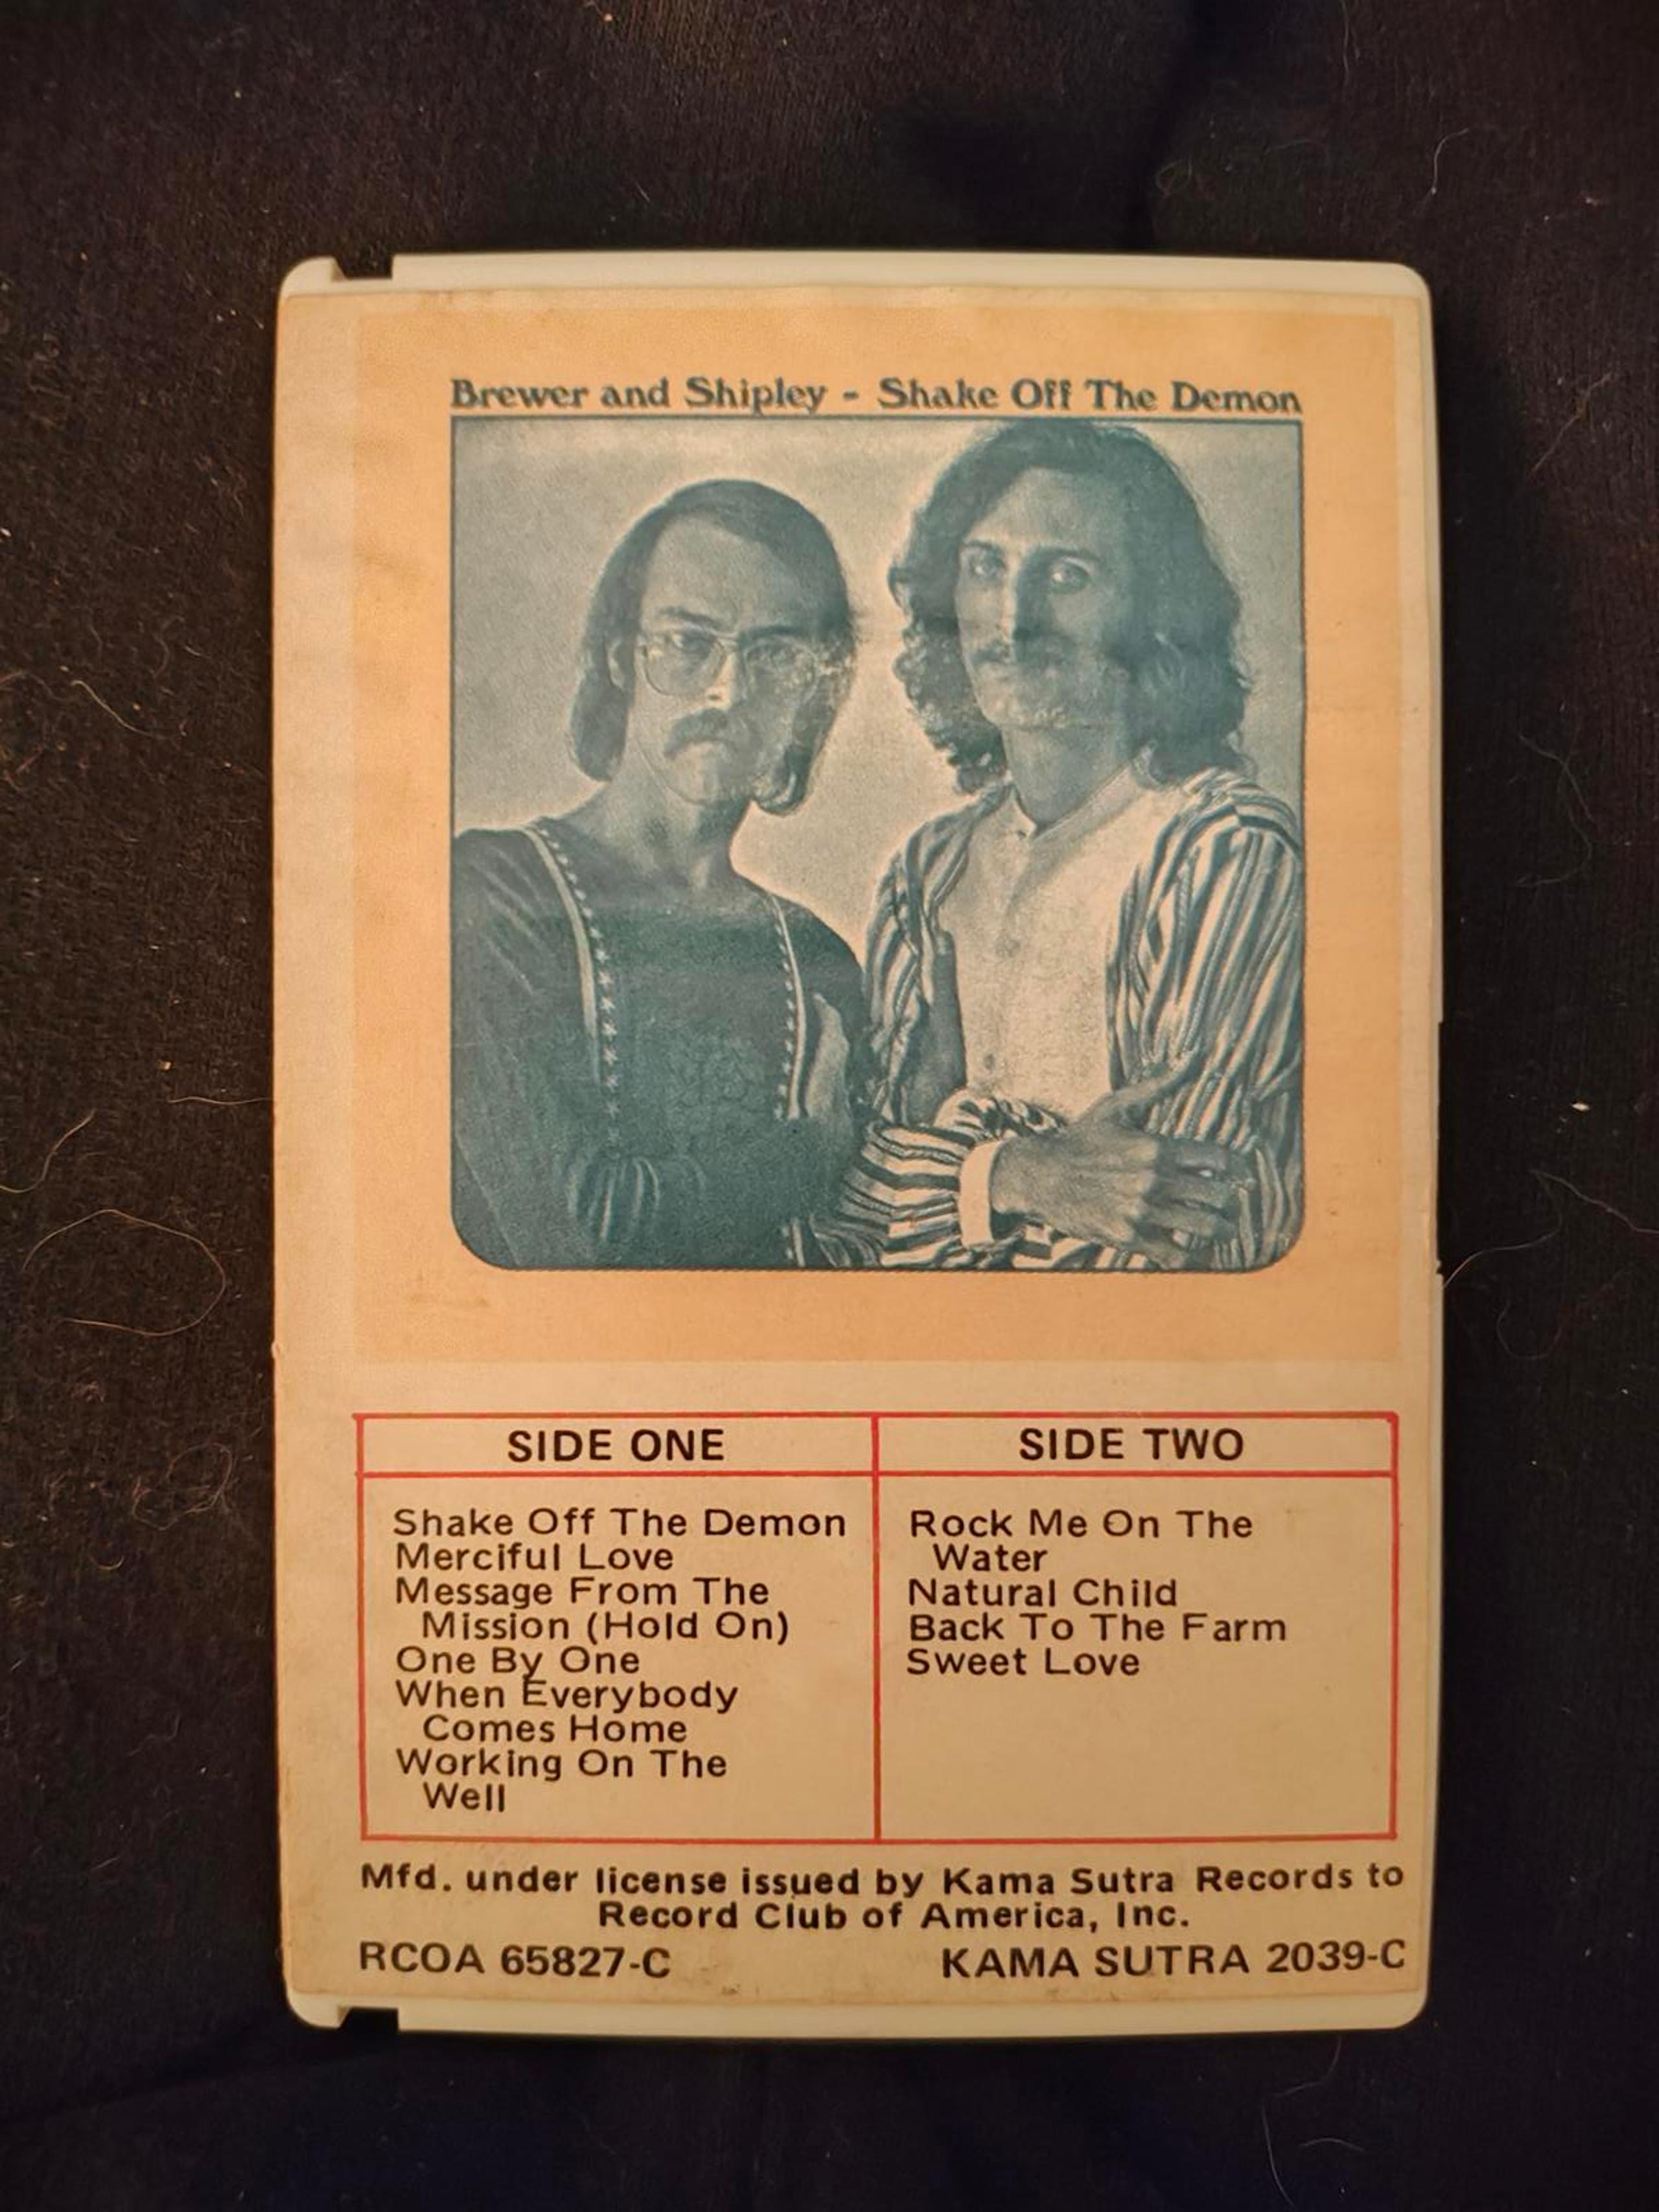 Brewer and Shipley - Shake Off The Demon
SIDE ONE
Shake Off The Demon
Merciful Love
Message From The
Mission (Hold On)
One By One
When Everybody
Comes Home
Working On The
Well
SIDE TWO
Rock Me On The
Water
Natural Child
Back To The Farm
Sweet Love
Mfd. under license issued by Kama Sutra Records to
Record Club of America, Inc.
RCOA 65827-C
KAMA SUTRA 2039-C